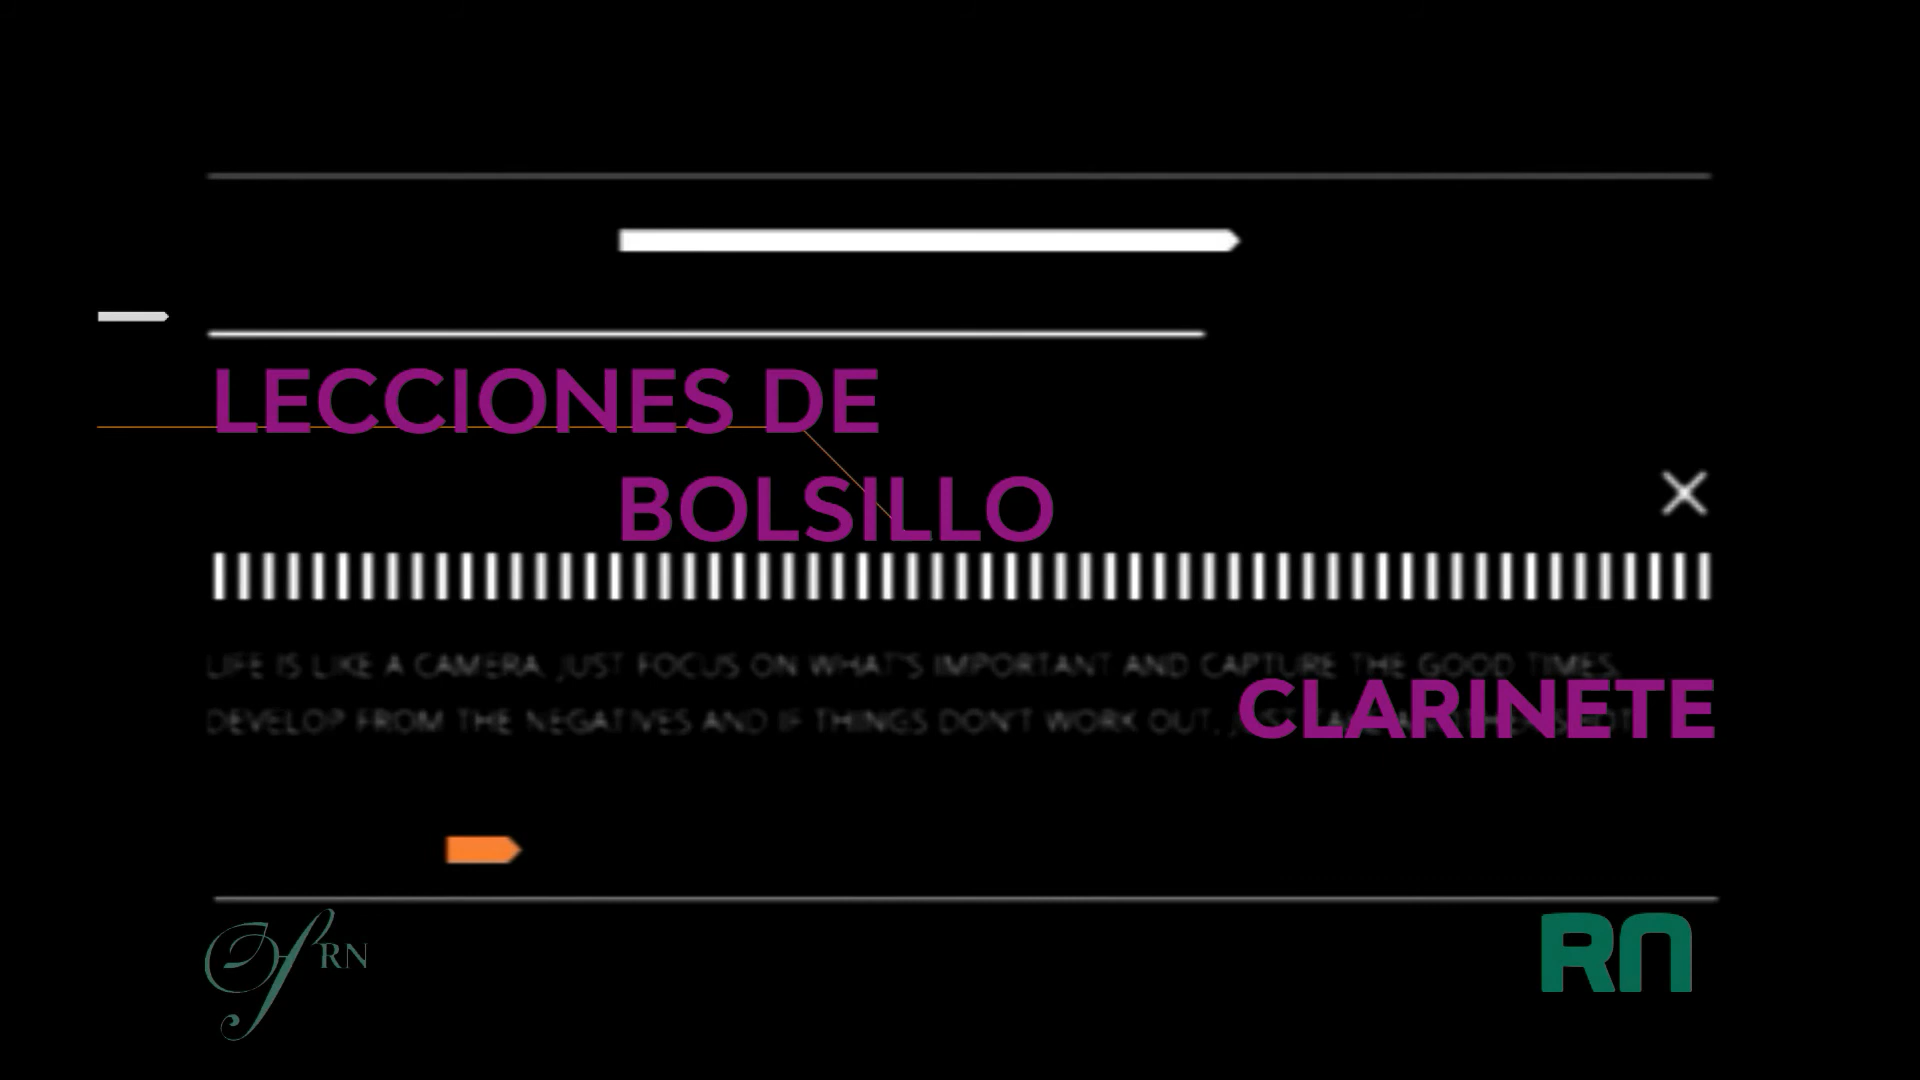 LECCIONES DE
BOLSILLO
LIFE IS LIKE A CAMERA. JUST FOCUS ON WHAT'S IMPORTANT AND CAPTURE THE GOOD TIMES,
DEVELOP FROM THE NEGATIVES AND IF THINGS DON'T WORK OUT,
CLARINETE
RN
RN